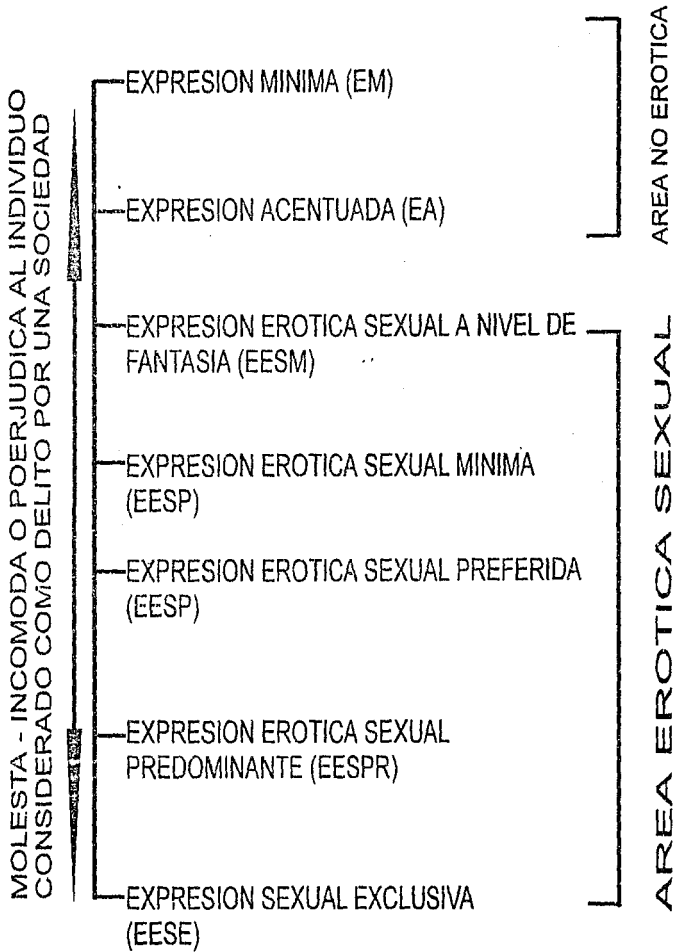 MOLESTA - INCOMODA O POERJUDICA AL INDIVIDUO
CONSIDERADO COMO DELITO POR UNA SOCIEDAD
EXPRESION MINIMA (EM)
EXPRESION ACENTUADA (EA)
EXPRESION EROTICA SEXUAL A NIVEL DE
FANTASIA (EESM)
EXPRESION EROTICA SEXUAL MINIMA
(EESP)
EXPRESION EROTICA SEXUAL PREFERIDA
(EESP)
EXPRESION EROTICA SEXUAL
PREDOMINANTE (EESPR)
EXPRESION SEXUAL EXCLUSIVA
(EESE)
AREA NO EROTICA
AREA EROTICA SEXUAL